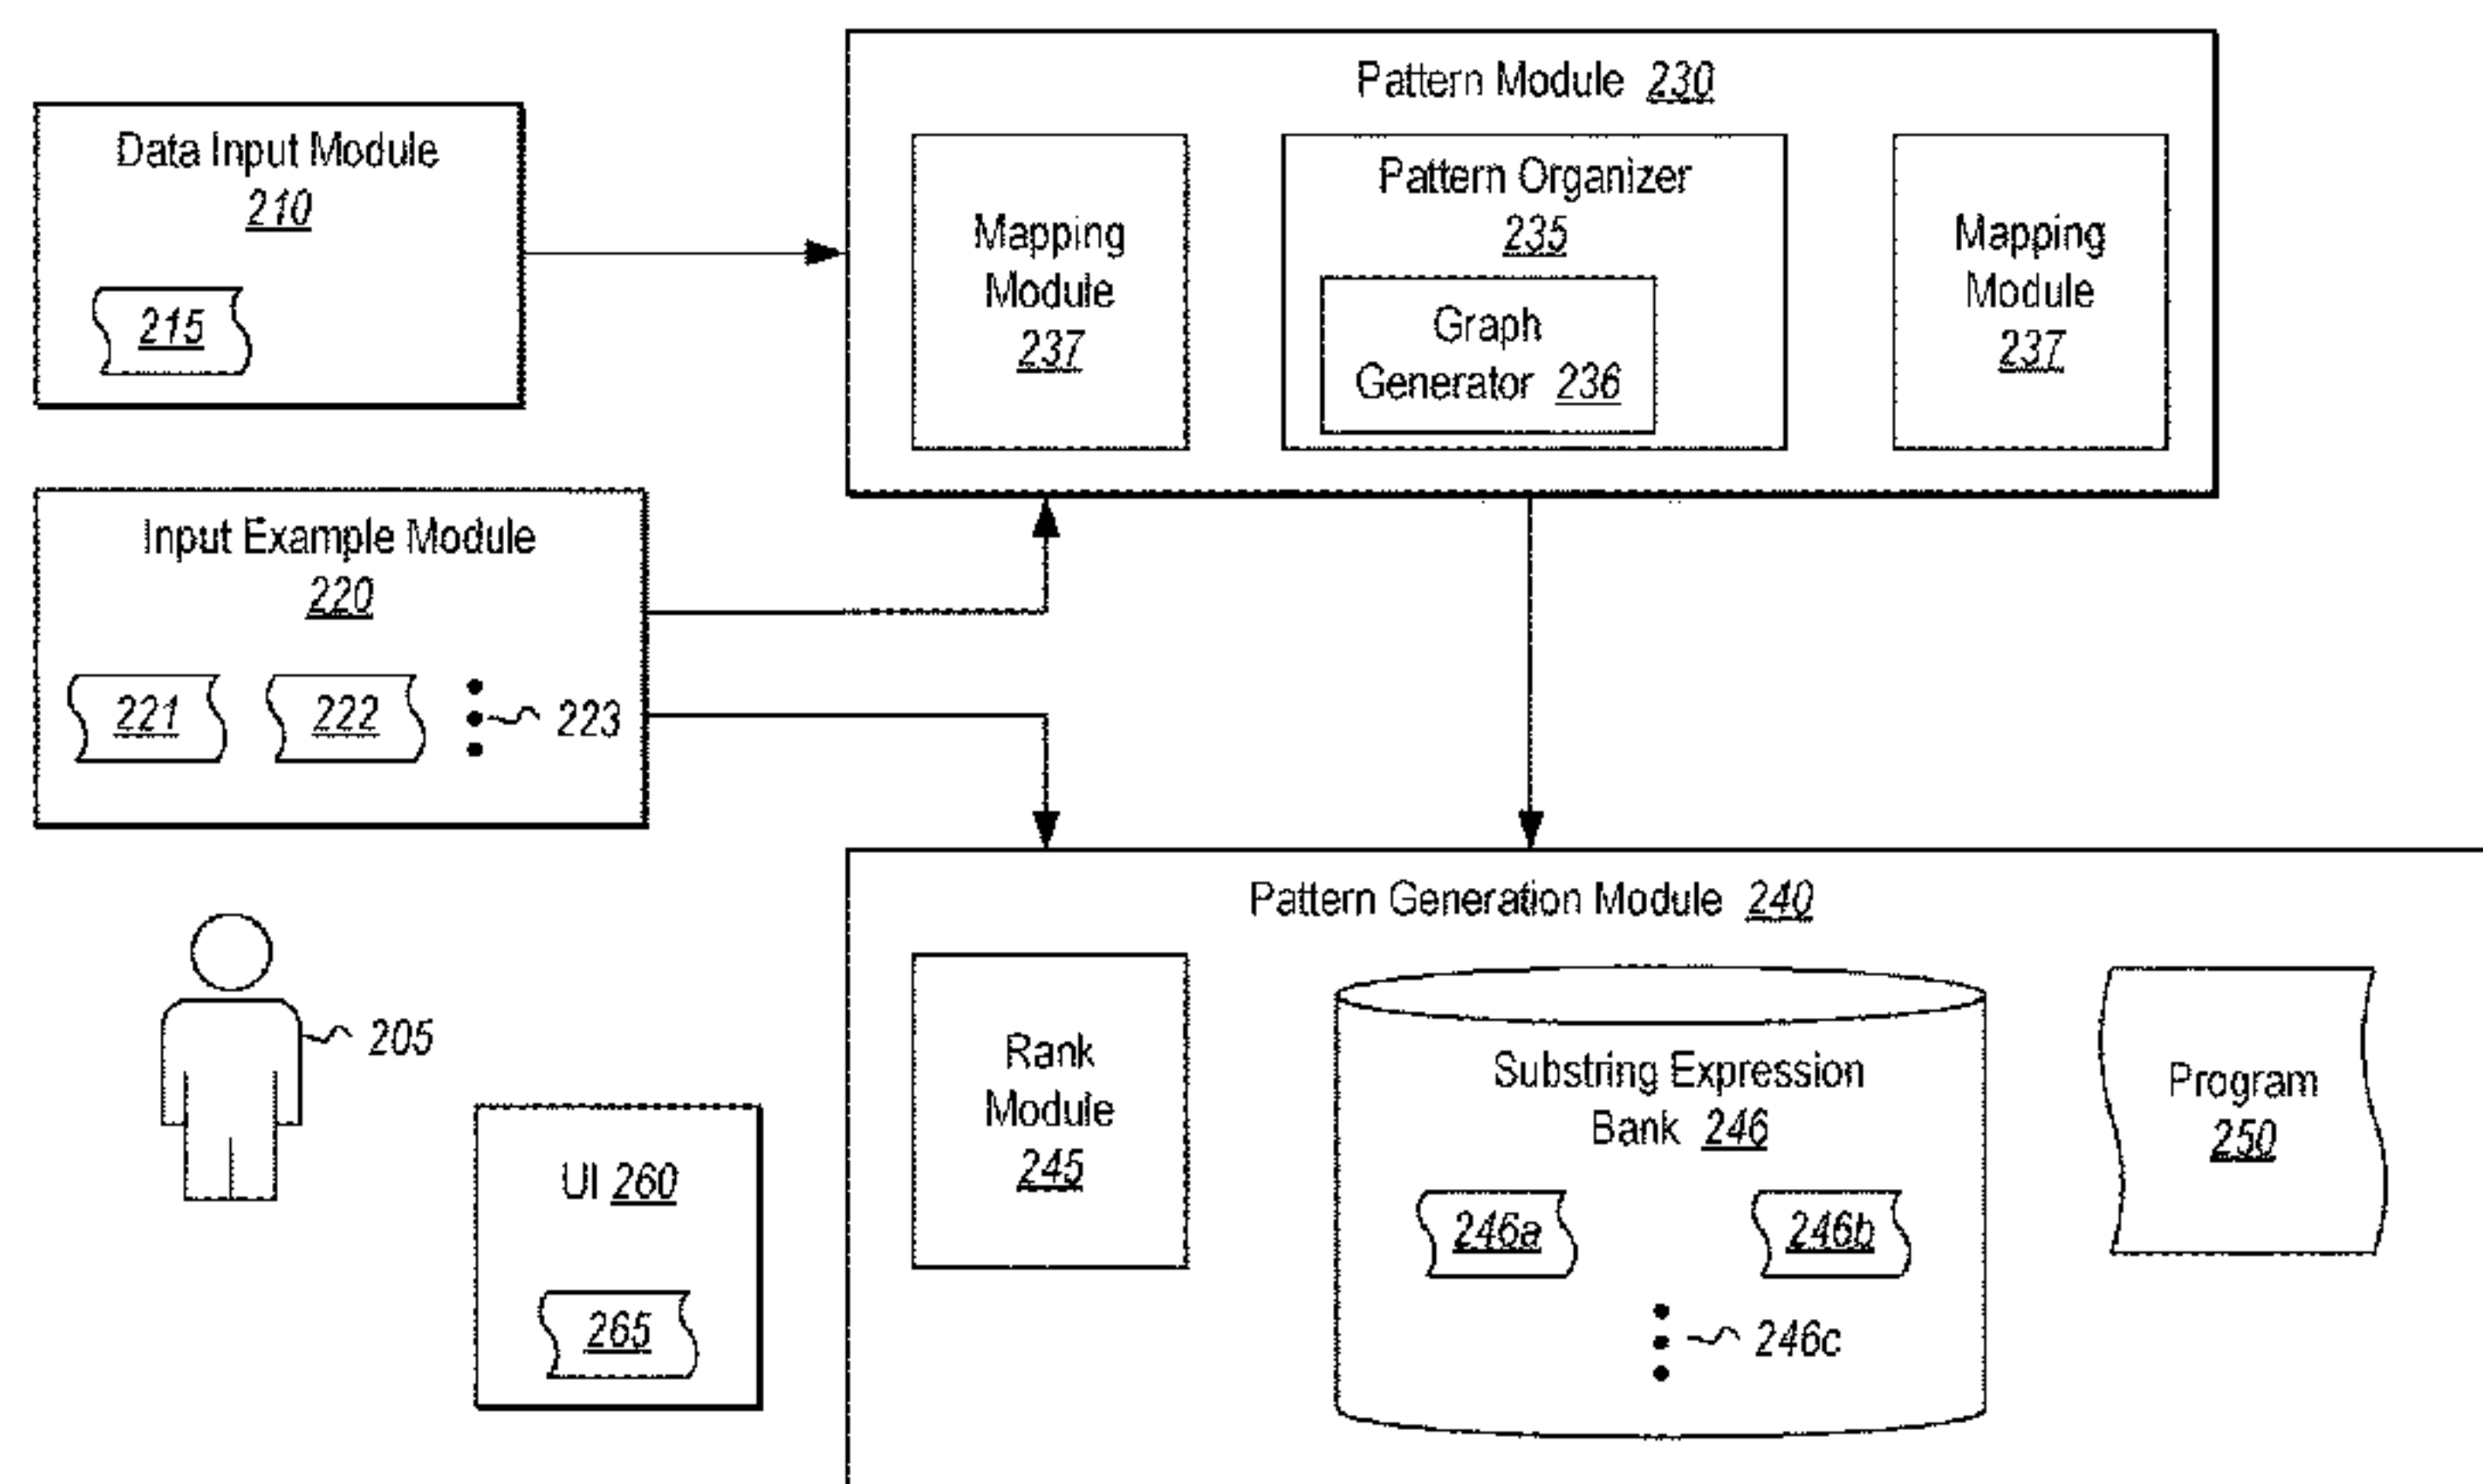 Data Input Module
210
215
Pattern Module 230
Mapping
Module
237
Pattern Organizer
235
Graph
Generator 236
Mapping
Module
237
Input Example Module
220
221
222
223
205
UI 260
265
Pattern Generation Module 240
Rank
Module
245
Substring Expression
Bank 246
246a
246b
246c
Program
250